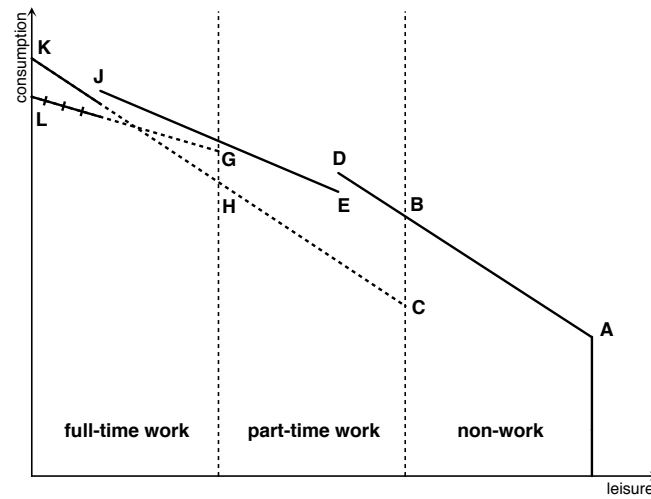 consumption
K
J
L
G
H
D
E
B
C
A
full-time work part-time work non-work
leisure